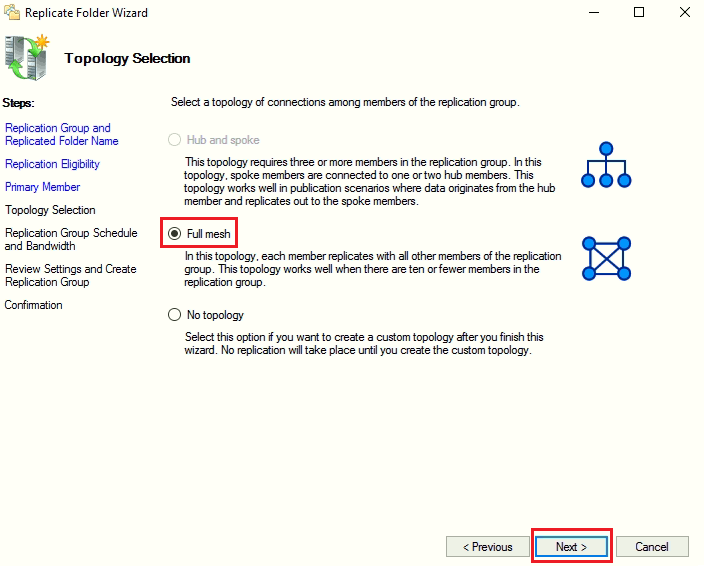 Replicate Folder Wizard
Topology Selection
Steps:
Replication Group and
Replicated Folder Name
Replication Eligibility
Primary Member
Topology Selection
Replication Group Schedule
and Bandwidth
Review Settings and Create
Replication Group
Confirmation
Select a topology of connections among members of the replication group.
Hub and spoke
This topology requires three or more members in the replication group. In this
topology, spoke members are connected to one or two hub members. This
topology works well in publication scenarios where data originates from the hub
member and replicates out to the spoke members.
Full mesh
In this topology, each member replicates with all other members of the replication
group. This topology works well when there are ten or fewer members in the
replication group.
No topology
Select this option if you want to create a custom topology after you finish this
wizard. No replication will take place until you create the custom topology.
< Previous
Next >
Cancel